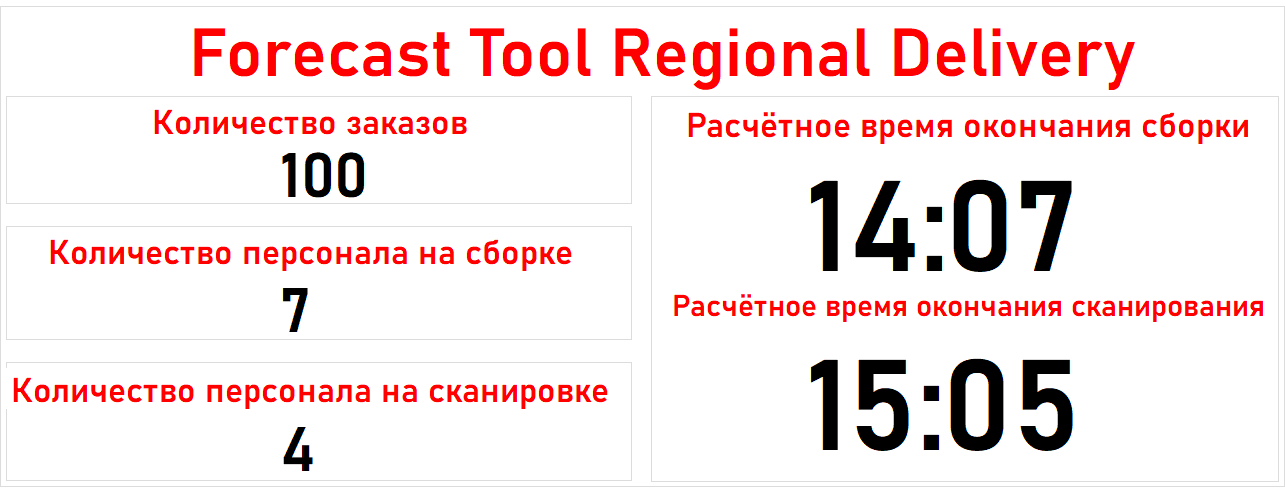 Forecast Tool Regional Delivery
Количество заказов
100
Количество персонала на сборке
7
Количество персонала на сканировке
4
Расчётное время окончания сборки
14:07
Расчётное время окончания сканирования
15:05